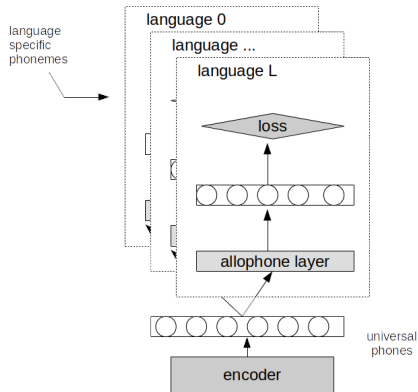 language 0
language
specific
phonemes
language ...
language L
loss
allophone layer
universal
phones
encoder